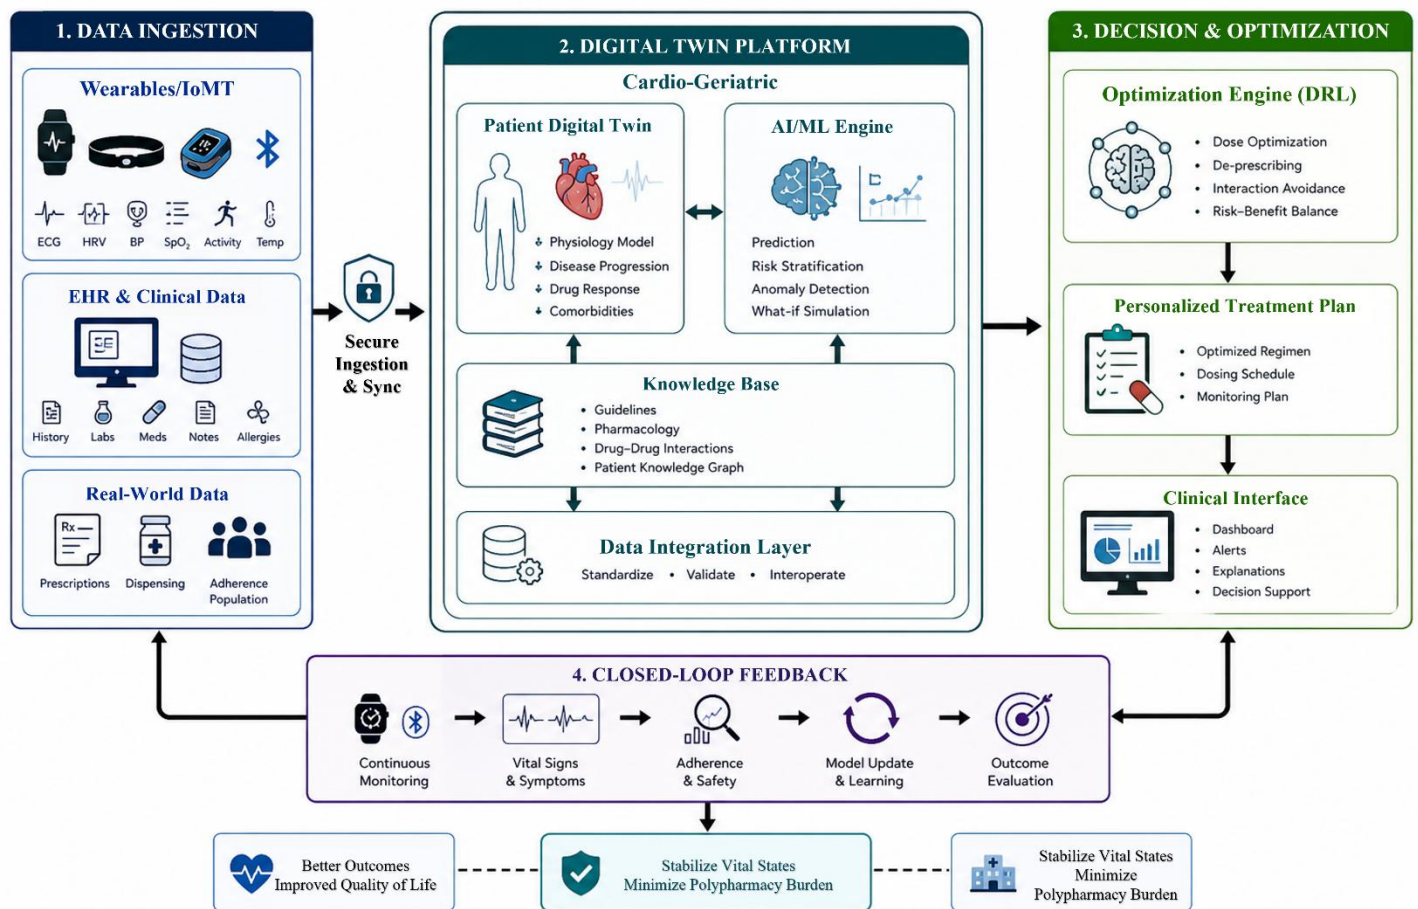 1. DATA INGESTION
Wearables/IoMT
ECG
HRV
BP
SpO₂
Activity
Temp
EHR & Clinical Data
History
Labs
Meds
Notes
Allergies
Real-World Data
Rx
Prescriptions
Dispensing
Adherence
Population
Secure
Ingestion
& Sync
2. DIGITAL TWIN PLATFORM
Cardio-Geriatric
Patient Digital Twin
Physiology Model
Disease Progression
Drug Response
Comorbidities
AI/ML Engine
Prediction
Risk Stratification
Anomaly Detection
What-if Simulation
Knowledge Base
• Guidelines
• Pharmacology
• Drug–Drug Interactions
• Patient Knowledge Graph
Data Integration Layer
Standardize • Validate • Interoperate
3. DECISION & OPTIMIZATION
Optimization Engine (DRL)
• Dose Optimization
• De-prescribing
• Interaction Avoidance
• Risk–Benefit Balance
Personalized Treatment Plan
• Optimized Regimen
• Dosing Schedule
• Monitoring Plan
Clinical Interface
• Dashboard
• Alerts
• Explanations
• Decision Support
4. CLOSED-LOOP FEEDBACK
Continuous
Monitoring
Vital Signs
& Symptoms
Adherence
& Safety
Model Update
& Learning
Outcome
Evaluation
Better Outcomes
Improved Quality of Life
Stabilize Vital States
Minimize Polypharmacy Burden
Stabilize Vital States
Minimize
Polypharmacy Burden